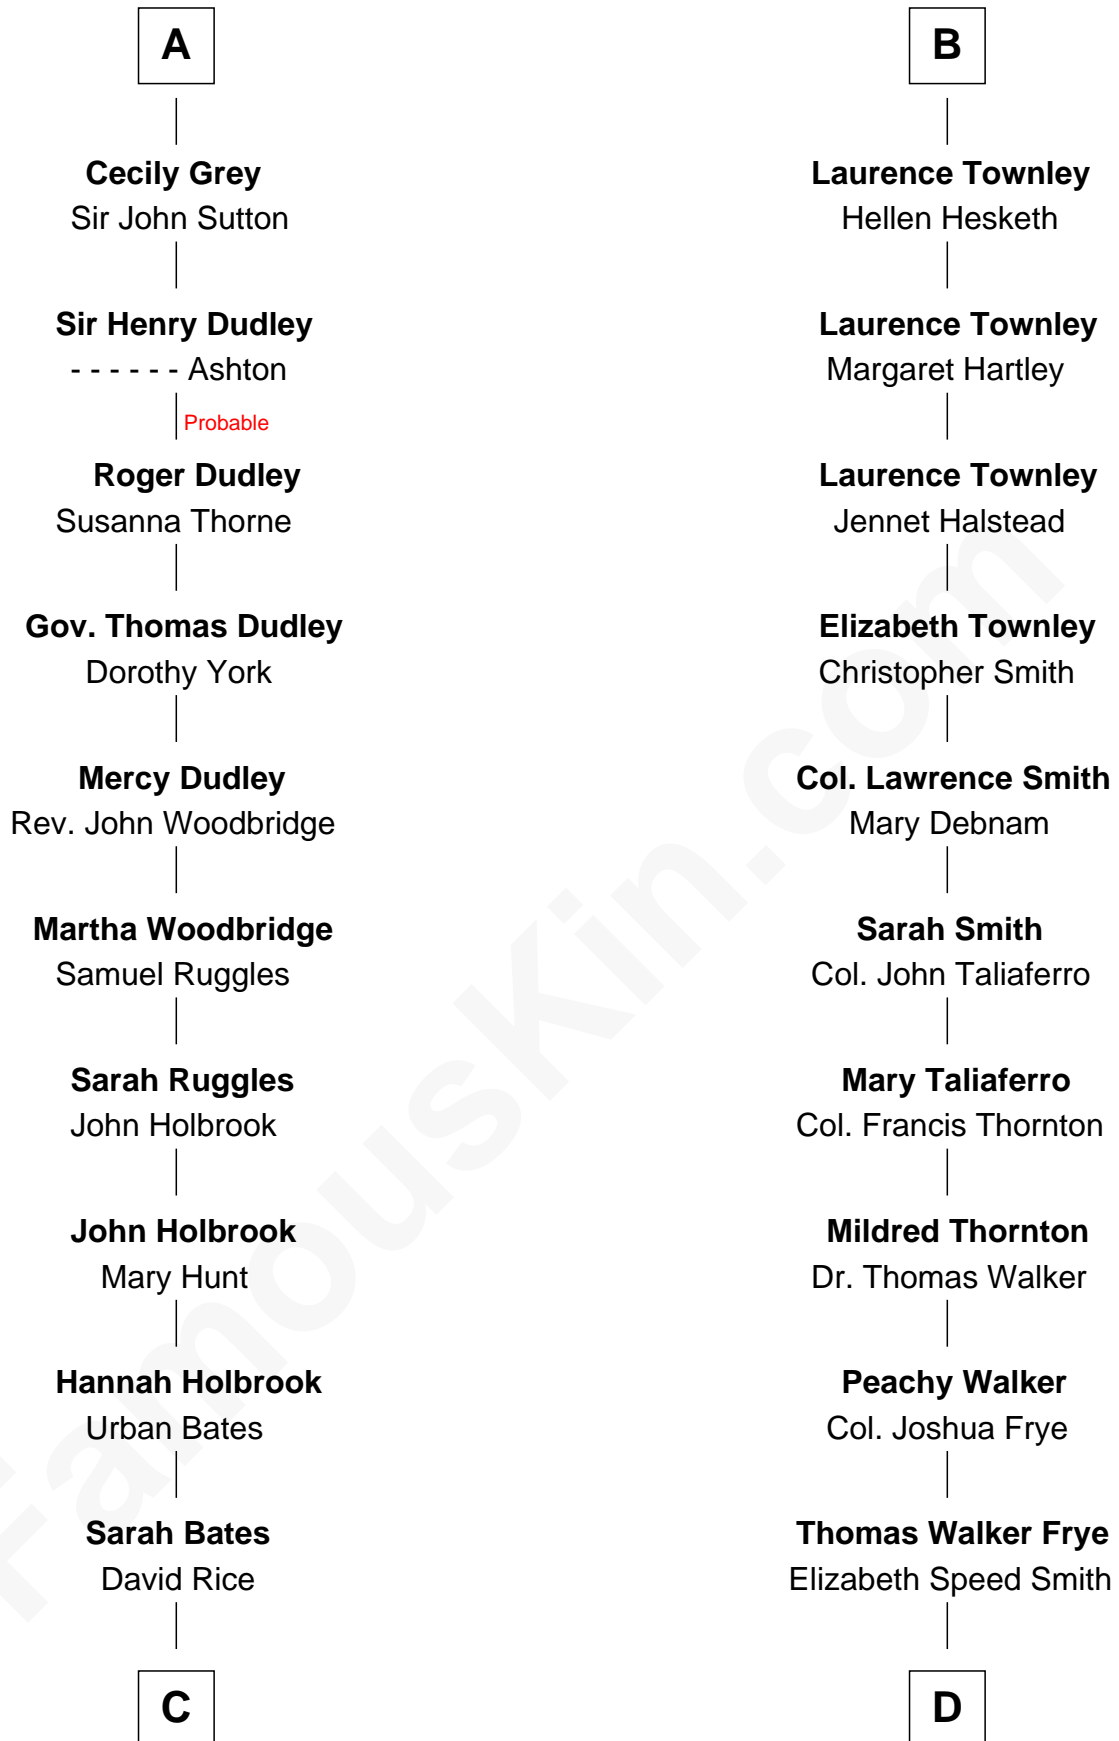 A
Cecily Grey
Sir John Sutton
Sir Henry Dudley
- - - - - - Ashton
Probable
Roger Dudley
Susanna Thorne
Gov. Thomas Dudley
Dorothy York
Mercy Dudley
Rev. John Woodbridge
Martha Woodbridge
Samuel Ruggles
Sarah Ruggles
John Holbrook
John Holbrook
Mary Hunt
Hannah Holbrook
Urban Bates
Sarah Bates
David Rice
C
B
Laurence Townley
Hellen Hesketh
Laurence Townley
Margaret Hartley
Laurence Townley
Jennet Halstead
Elizabeth Townley
Christopher Smith
Col. Lawrence Smith
Mary Debnam
Sarah Smith
Col. John Taliaferro
Mary Taliaferro
Col. Francis Thornton
Mildred Thornton
Dr. Thomas Walker
Peachy Walker
Col. Joshua Frye
Thomas Walker Frye
Elizabeth Speed Smith
D
FamousKin.com